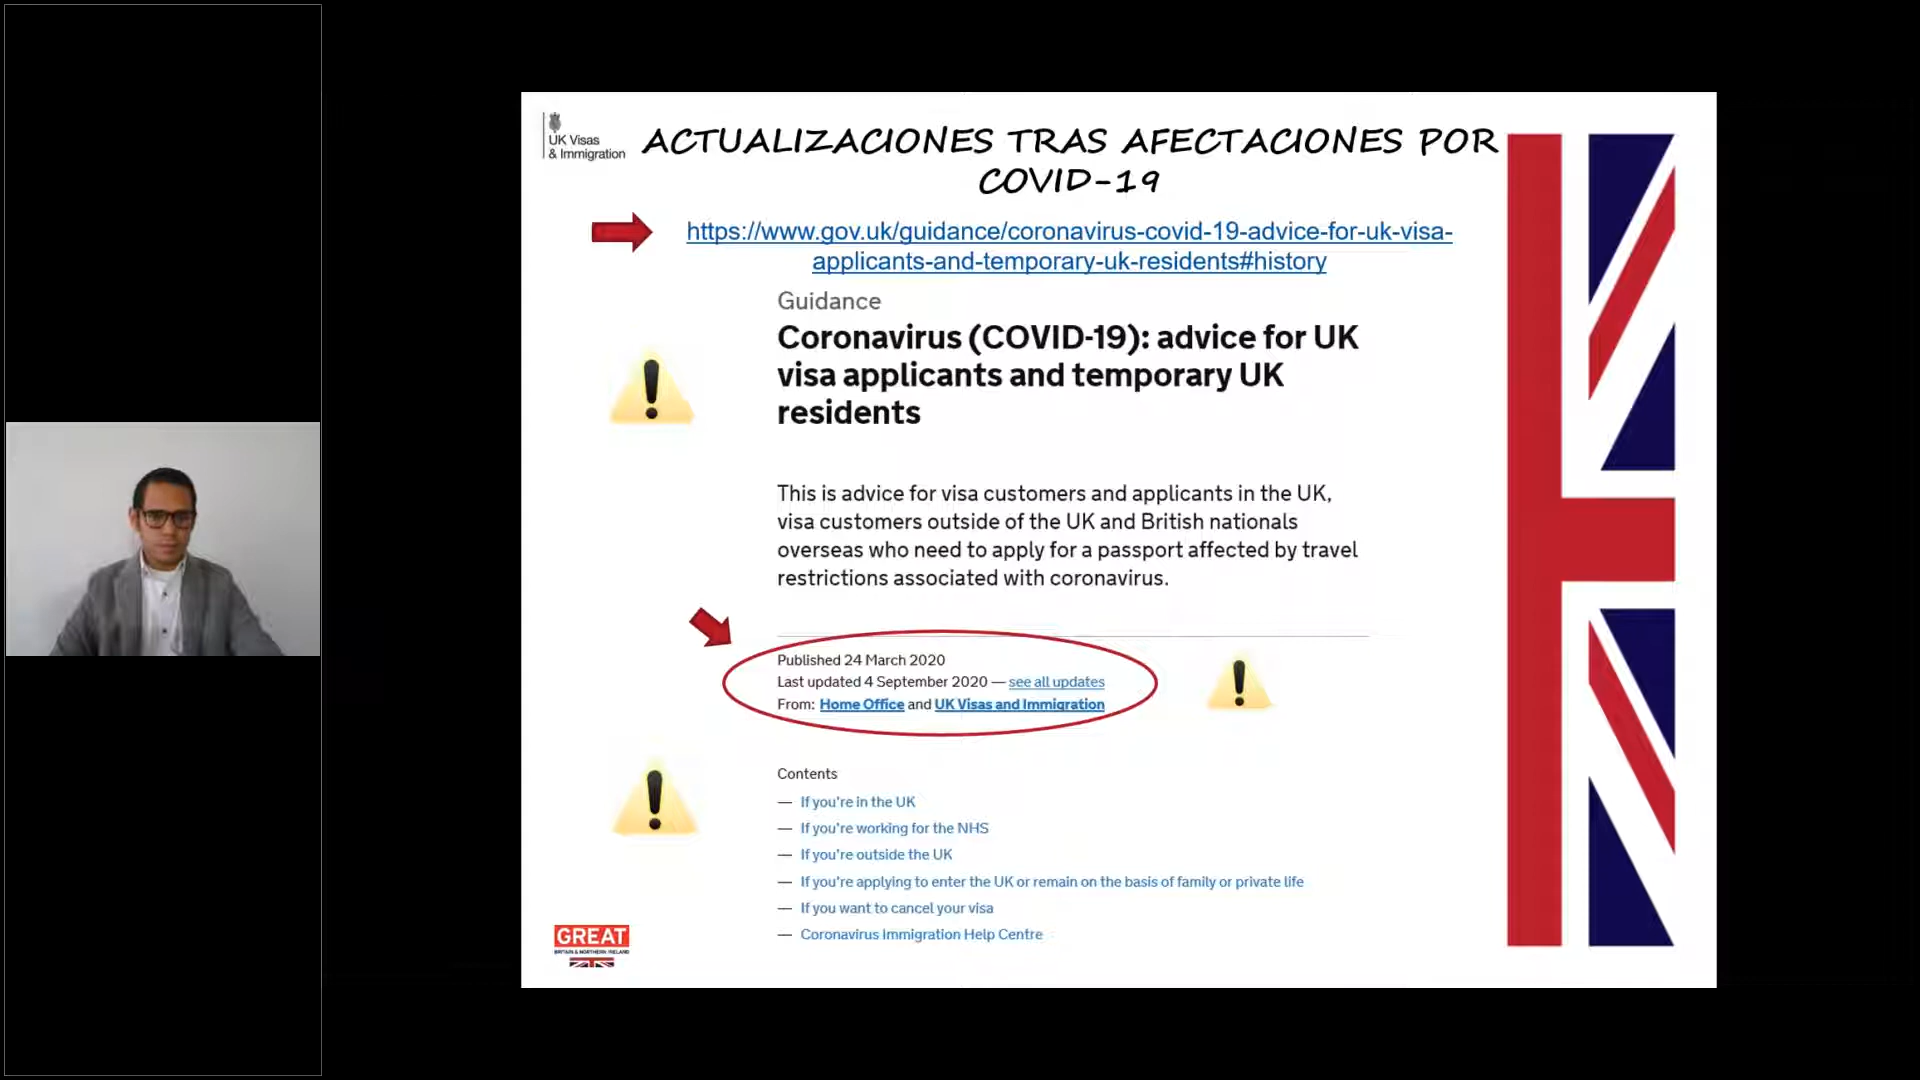 UK Visas
& Immigration
ACTUALIZACIONES TRAS AFECTACIONES POR
COVID-19
https://www.gov.uk/guidance/coronavirus-covid-19-advice-for-uk-visa-
applicants-and-temporary-uk-residents#history
Guidance
Coronavirus (COVID-19): advice for UK
visa applicants and temporary UK
residents
This is advice for visa customers and applicants in the UK,
visa customers outside of the UK and British nationals
overseas who need to apply for a passport affected by travel
restrictions associated with coronavirus.
Published 24 March 2020
Last updated 4 September 2020 — see all updates
From: Home Office and UK Visas and Immigration
Contents
— If you're in the UK
— If you're working for the NHS
— If you're outside the UK
— If you're applying to enter the UK or remain on the basis of family or private life
— If you want to cancel your visa
— Coronavirus Immigration Help Centre
GREAT
BRITAIN & NORTHERN IRELAND